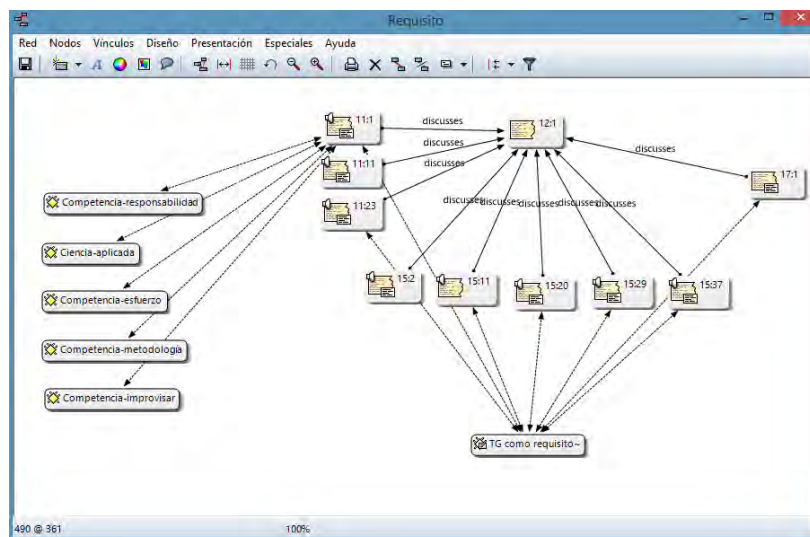 Requisito
Red Nodos Vínculos Diseño Presentación Especiales Ayuda
11:1
discusses
12:1
discusses
11:11
discusses
discusses
17:1
11:23
Competencia-responsabilidad
discusses
discusses
discusses
discusses
discusses
Ciencia-aplicada
15:2
15:11
15:20
15:29
15:37
Competencia-esfuerzo
Competencia-metodología
Competencia-improvisar
TG como requisito~
490 @ 361
100%